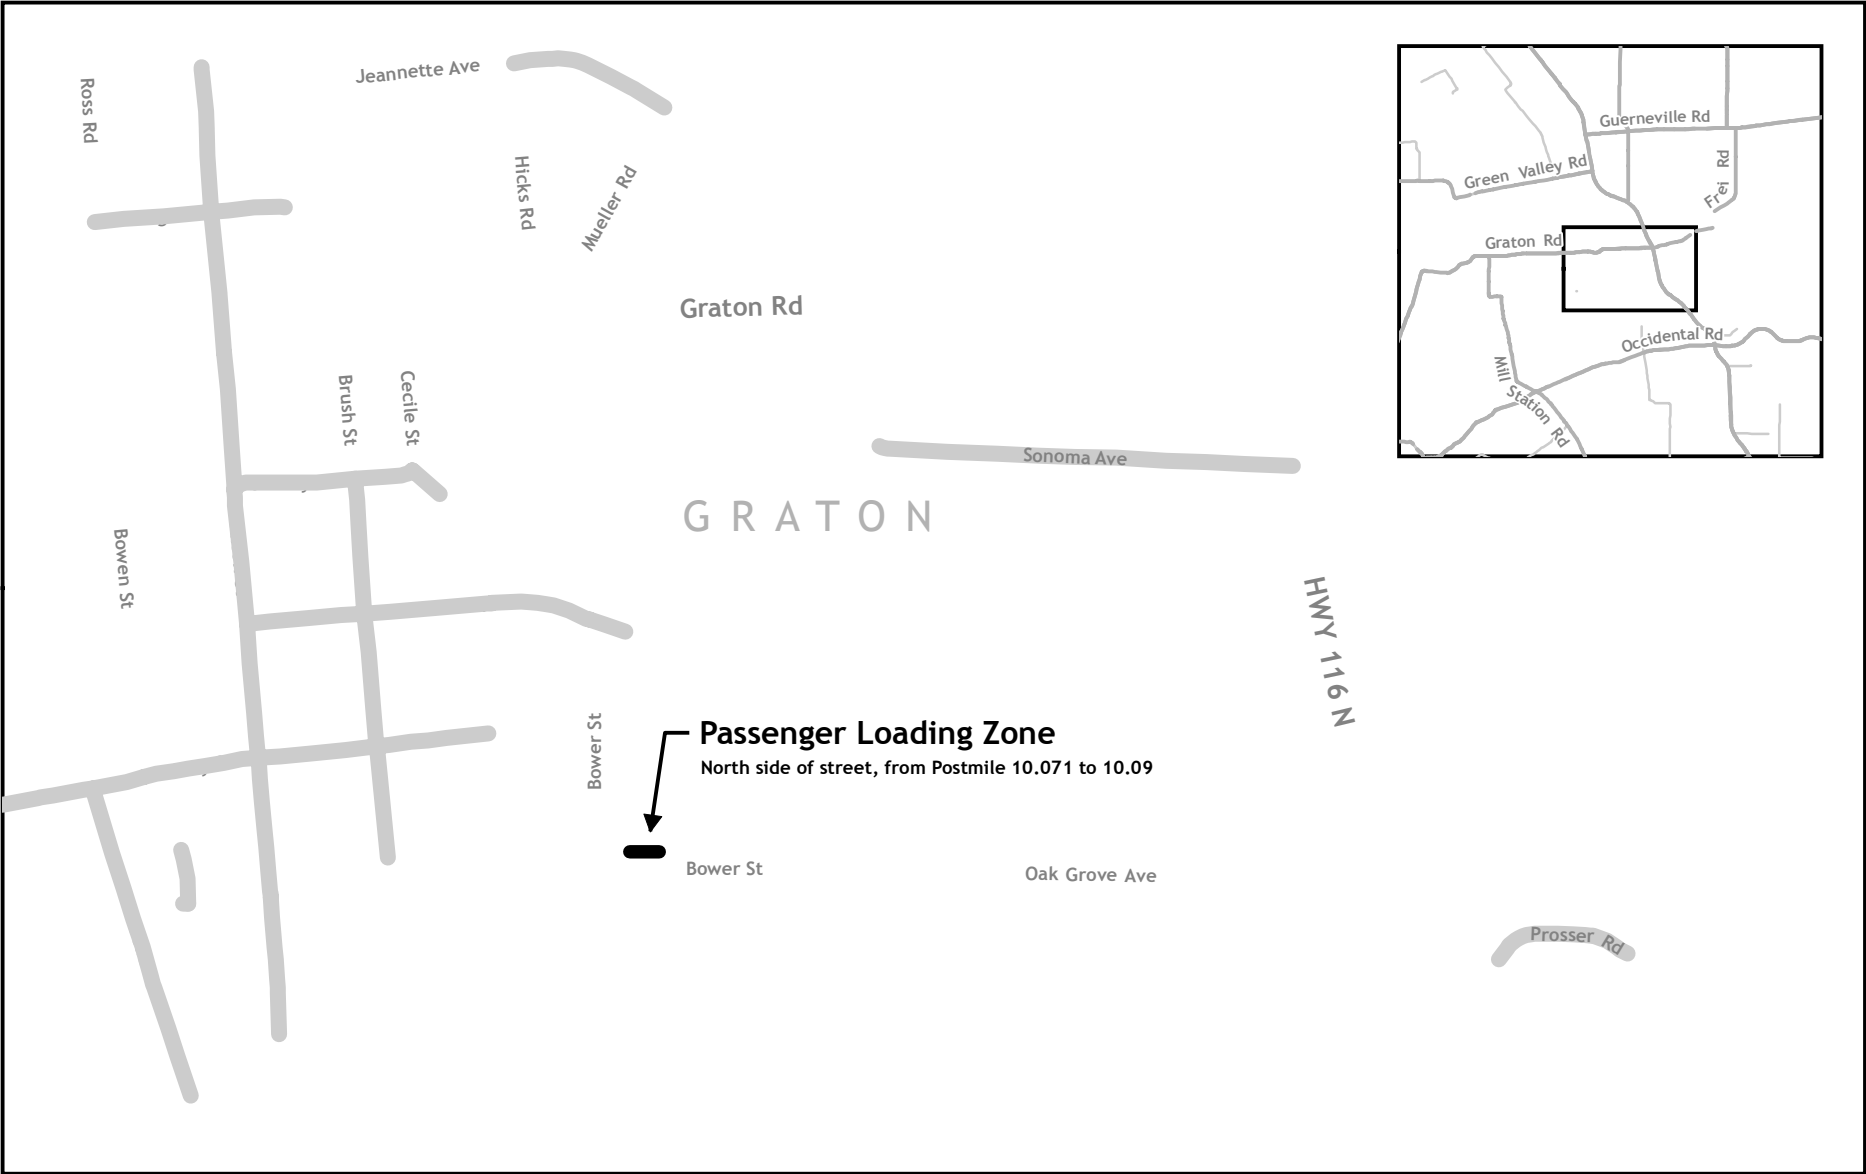 Jeannette Ave
Ross Rd
Hicks Rd
Mueller Rd
Graton Rd
Brush St
Cecile St
Sonoma Ave
GRATON
Bowen St
HWY 116 N
Bower St
Passenger Loading Zone
North side of street, from Postmile 10.071 to 10.09
Bower St
Oak Grove Ave
Prosser Rd
Guerneville Rd
Green Valley Rd
Frei Rd
Graton Rd
Occidental Rd
Mill Station Rd